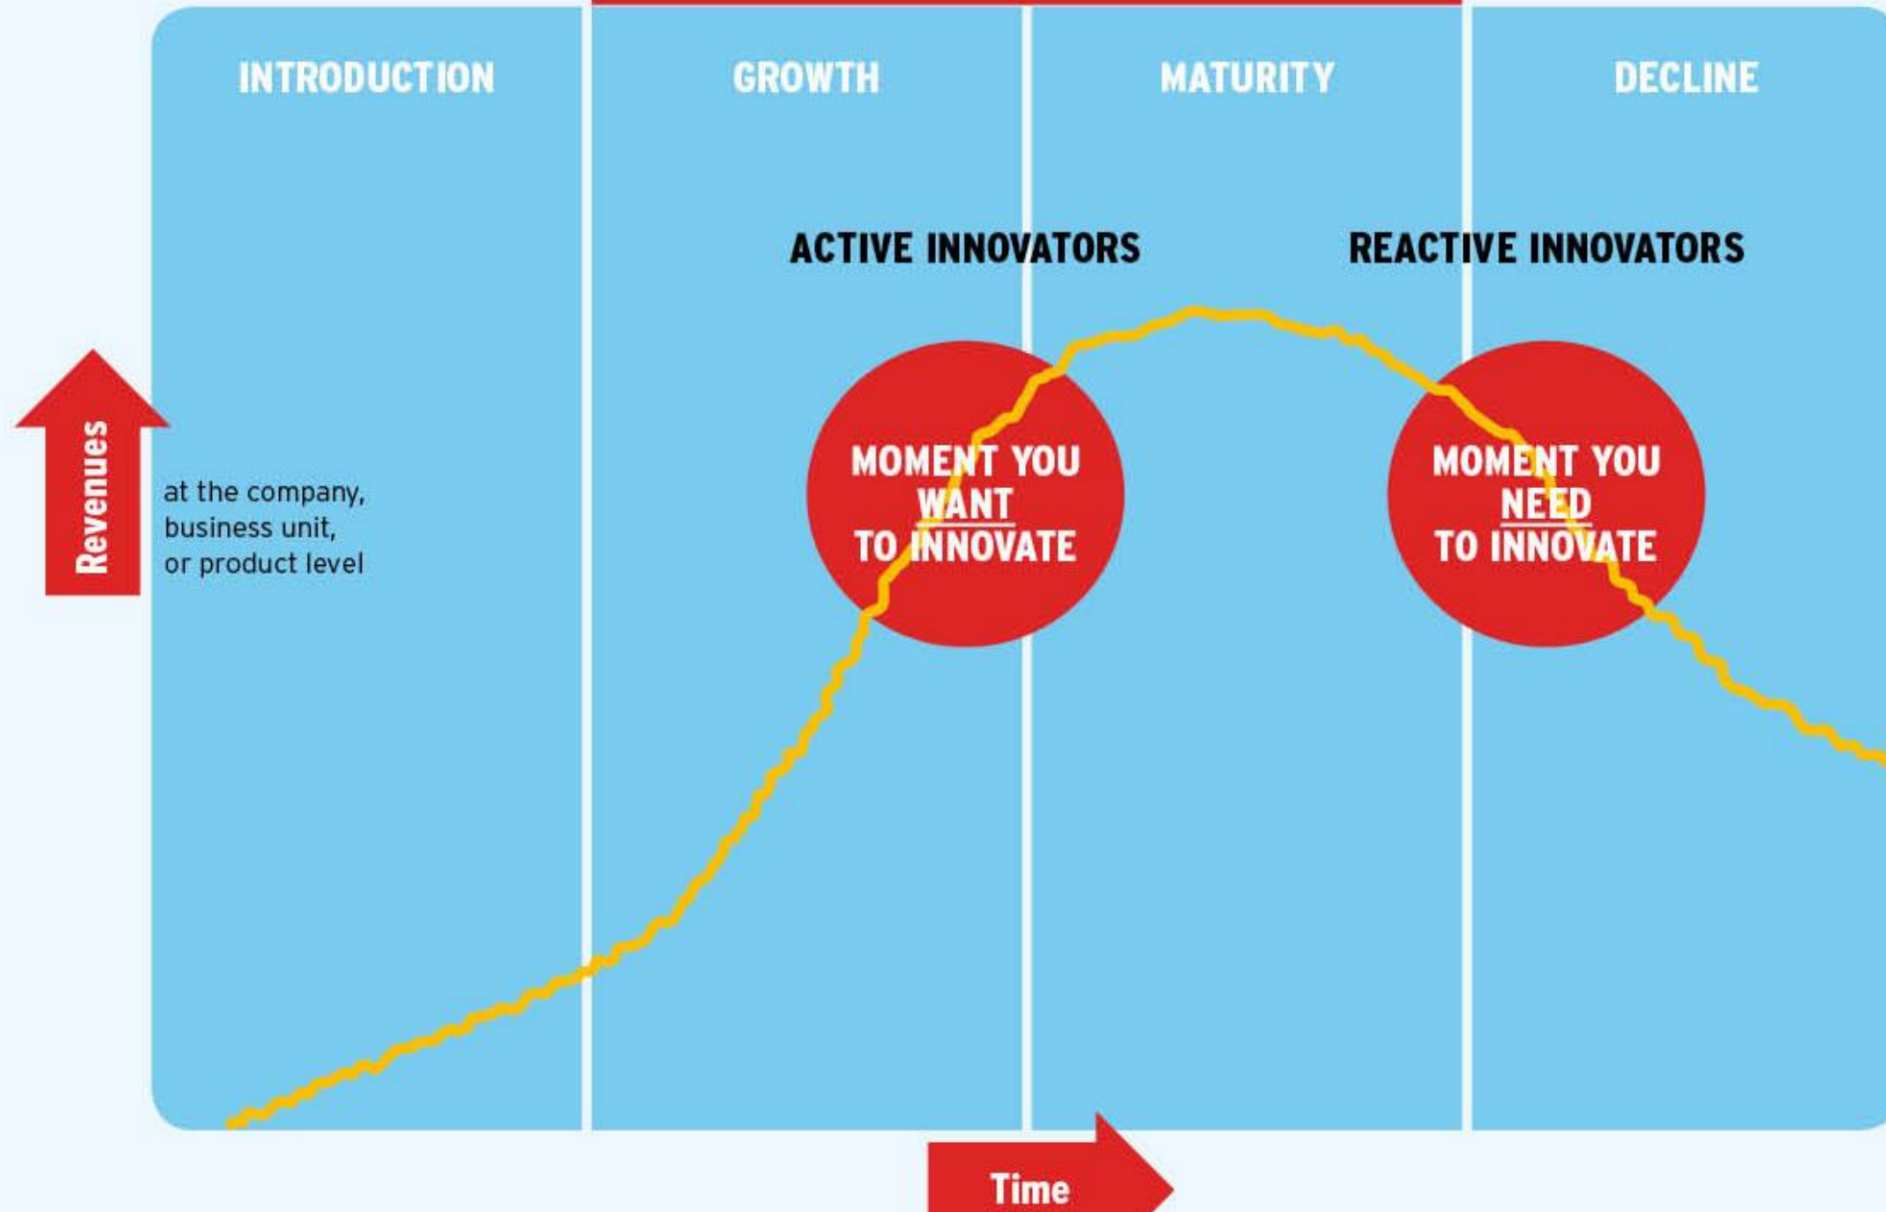 INTRODUCTION
GROWTH
MATURITY
DECLINE
ACTIVE INNOVATORS
REACTIVE INNOVATORS
Revenues
at the company,
business unit,
or product level
MOMENT YOU
WANT
TO INNOVATE
MOMENT YOU
NEED
TO INNOVATE
Time